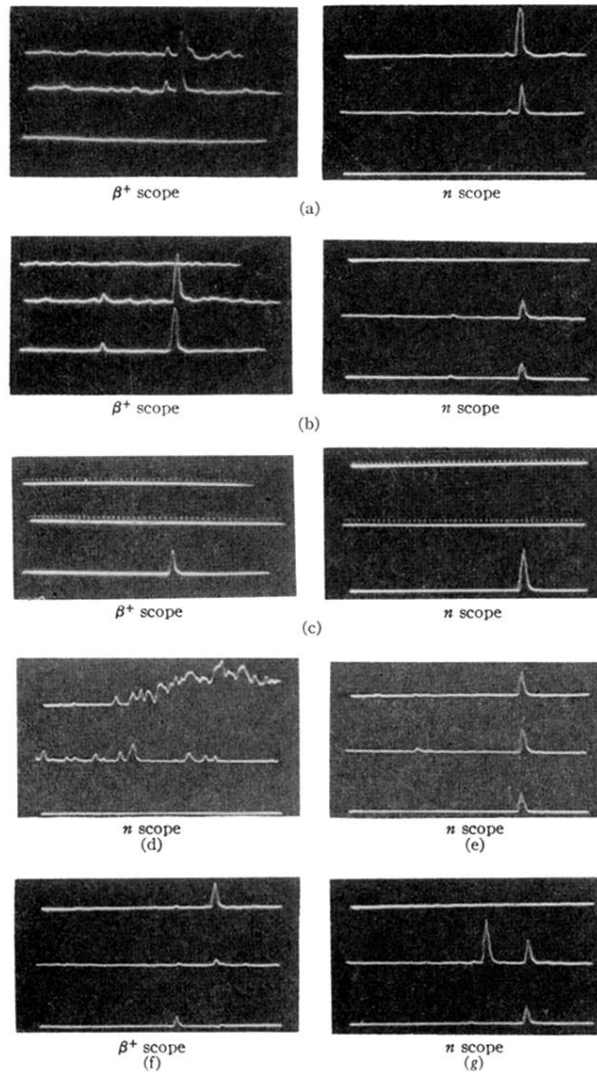 β+ scope
n scope
(a)
β+ scope
n scope
(b)
β+ scope
n scope
(c)
n scope
(d)
n scope
(e)
β+ scope
(f)
n scope
(g)